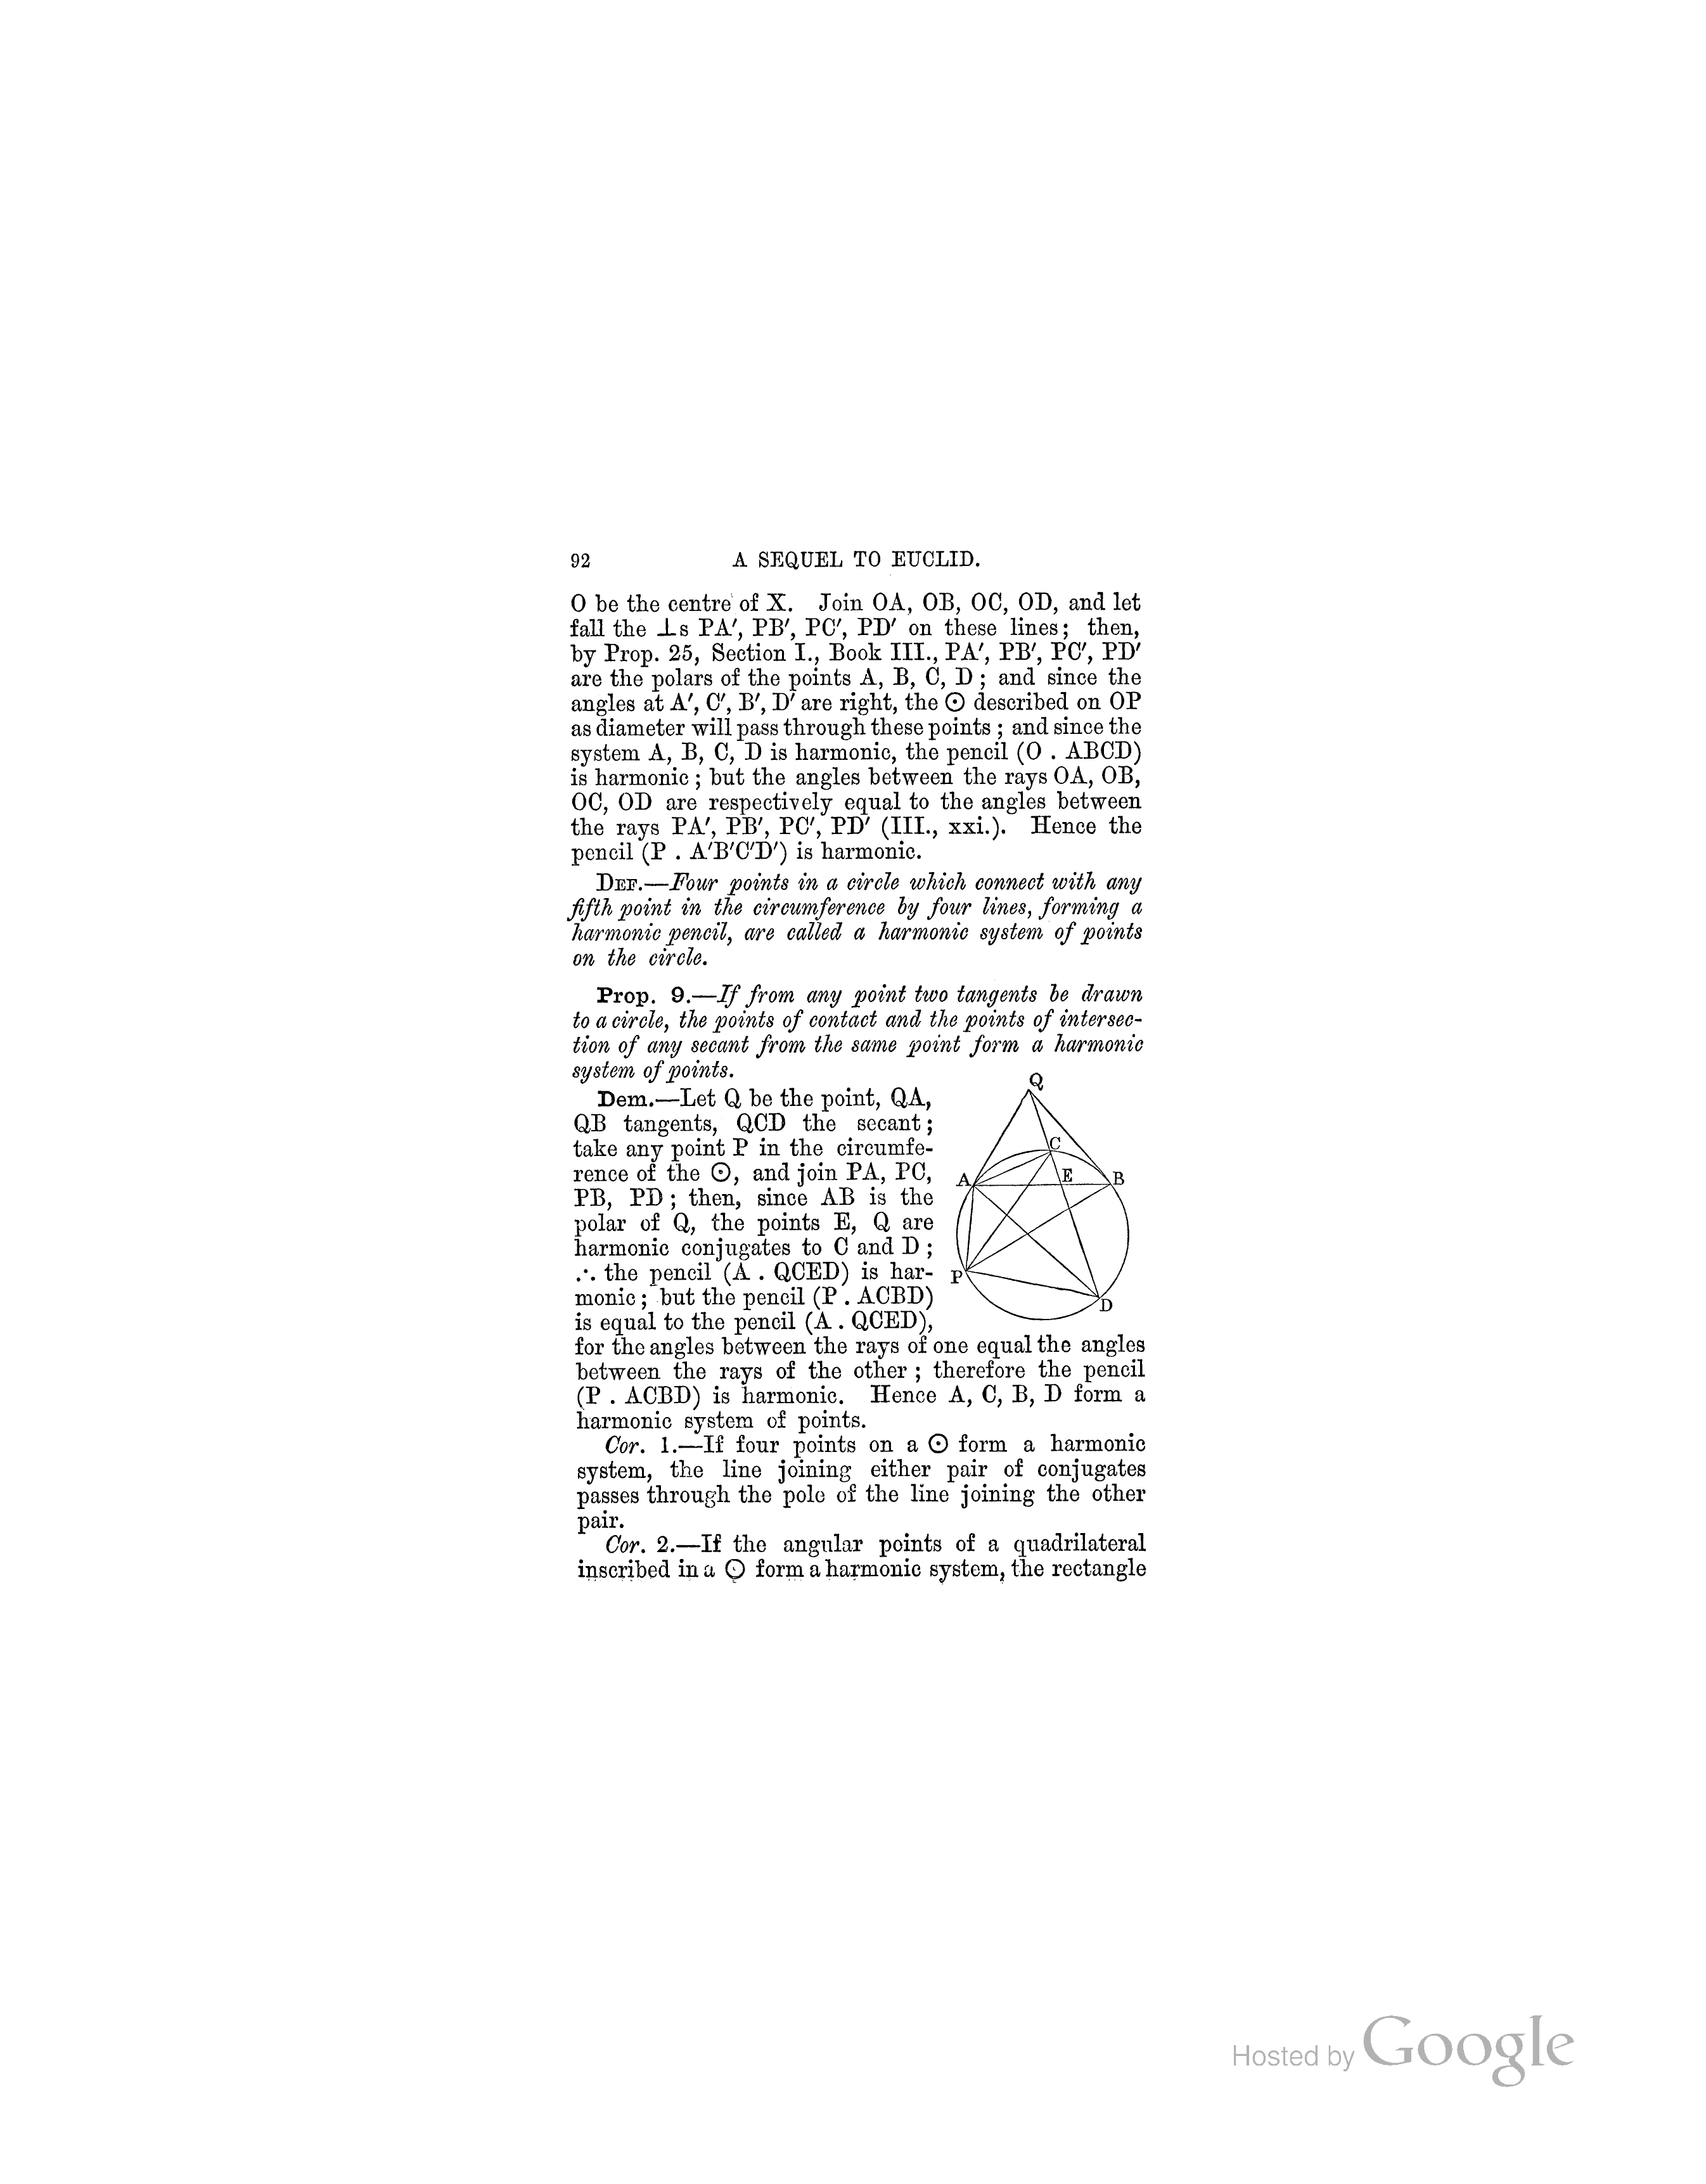 92 A SEQUEL TO EUCLID.
O be the centre of X. Join OA, OB, OC, OD, and let
fall the ⊥s PA′, PB′, PC′, PD′ on these lines; then,
by Prop. 25, Section I., Book III., PA′, PB′, PC′, PD′
are the polars of the points A, B, C, D; and since the
angles at A′, C′, B′, D′ are right, the ⊙ described on OP
as diameter will pass through these points; and since the
system A, B, C, D is harmonic, the pencil (O . ABCD)
is harmonic; but the angles between the rays OA, OB,
OC, OD are respectively equal to the angles between
the rays PA′, PB′, PC′, PD′ (III., xxi.). Hence the
pencil (P . A′B′C′D′) is harmonic.
DEF.—Four points in a circle which connect with any
fifth point in the circumference by four lines, forming a
harmonic pencil, are called a harmonic system of points
on the circle.
Prop. 9.—If from any point two tangents be drawn
to a circle, the points of contact and the points of intersec-
tion of any secant from the same point form a harmonic
system of points.
Dem.—Let Q be the point, QA,
QB tangents, QCD the secant;
take any point P in the circumfe-
rence of the ⊙, and join PA, PC,
PB, PD; then, since AB is the
polar of Q, the points E, Q are
harmonic conjugates to C and D;
∴ the pencil (A . QCED) is har-
monic; but the pencil (P . ACBD)
is equal to the pencil (A . QCED),
Q
C
A
E
B
P
D
for the angles between the rays of one equal the angles
between the rays of the other; therefore the pencil
(P . ACBD) is harmonic. Hence A, C, B, D form a
harmonic system of points.
Cor. 1.—If four points on a ⊙ form a harmonic
system, the line joining either pair of conjugates
passes through the pole of the line joining the other
pair.
Cor. 2.—If the angular points of a quadrilateral
inscribed in a ⊙ form a harmonic system, the rectangle
Hosted by Google